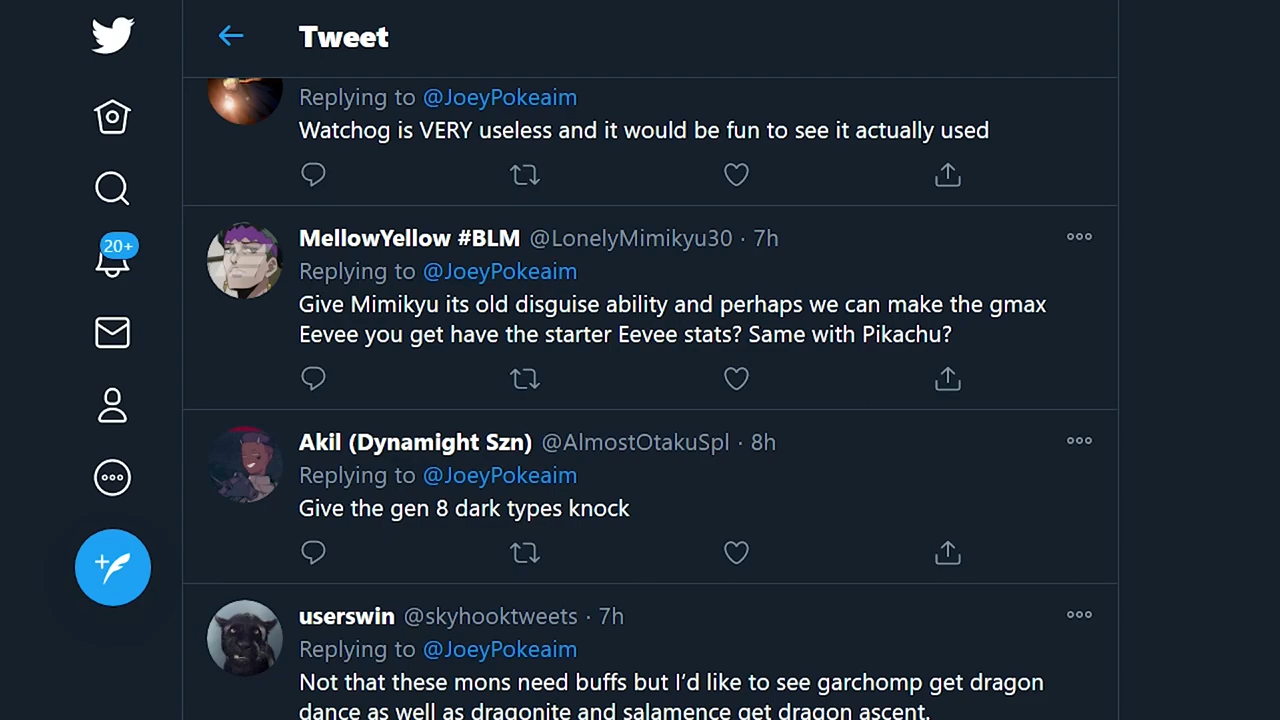 Tweet
Replying to @JoeyPokeaim
Watchog is VERY useless and it would be fun to see it actually used
20+
MellowYellow #BLM @LonelyMimikyu30 · 7h
Replying to @JoeyPokeaim
Give Mimikyu its old disguise ability and perhaps we can make the gmax
Eevee you get have the starter Eevee stats? Same with Pikachu?
Akil (Dynamight Szn) @AlmostOtakuSpl · 8h
Replying to @JoeyPokeaim
Give the gen 8 dark types knock
userswin @skyhooktweets · 7h
Replying to @JoeyPokeaim
Not that these mons need buffs but I’d like to see garchomp get dragon
dance as well as dragonite and salamence get dragon ascent.